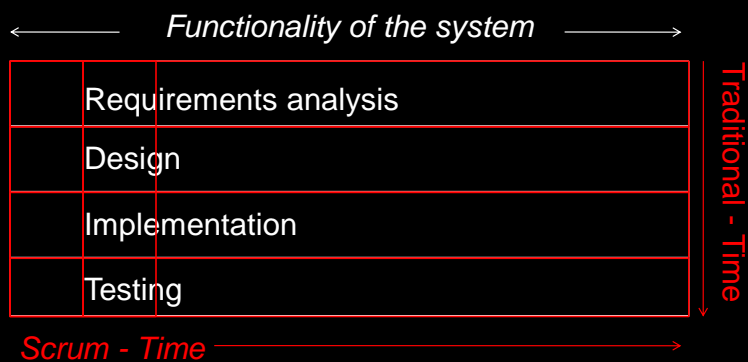 Functionality of the system
Requirements analysis
Design
Implementation
Testing
Traditional - Time
Scrum - Time